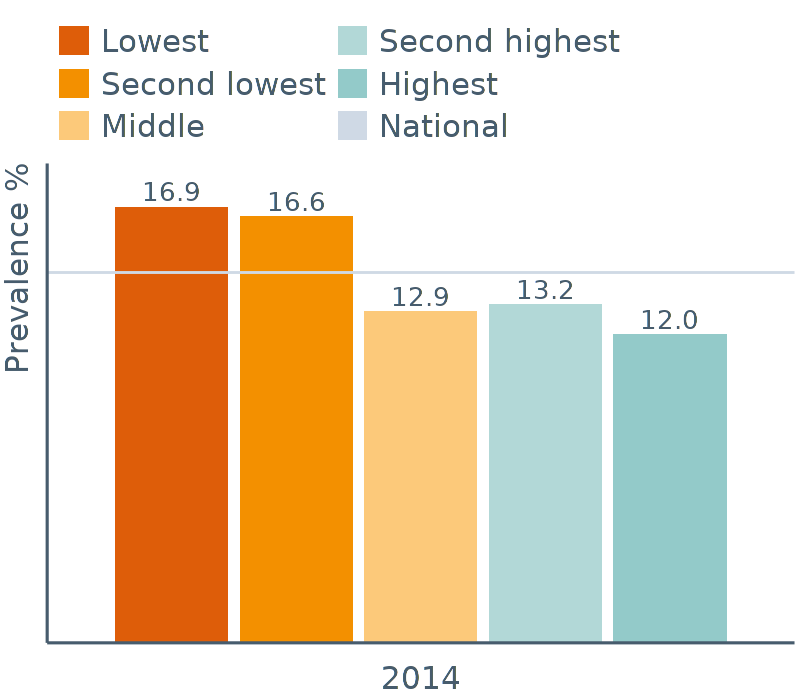 Lowest
Second lowest
Middle
Second highest
Highest
National
Prevalence %
16.9
16.6
12.9
13.2
12.0
2014